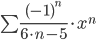 ∑ (-1)^n / (6·n-5) · x^n